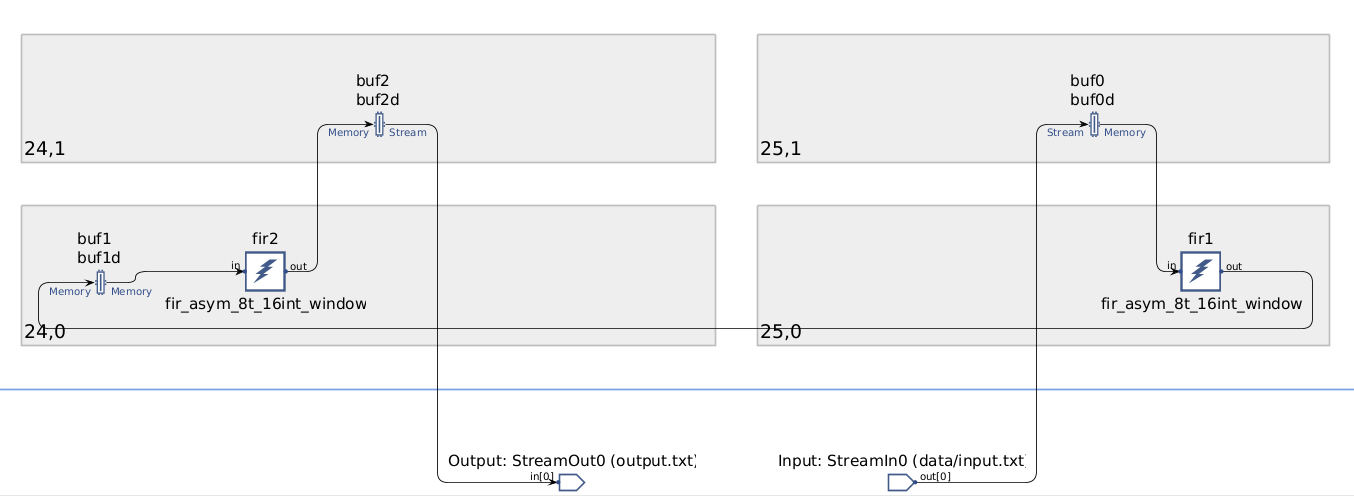 buf2
buf2d
Memory
Stream
24,1
buf0
buf0d
Stream
Memory
25,1
buf1
buf1d
Memory
Memory
fir2
in
out
fir_asym_8t_16int_window
24,0
fir1
in
out
fir_asym_8t_16int_window
25,0
Output: StreamOut0 (output.txt)
in[0]
Input: StreamIn0 (data/input.txt
out[0]